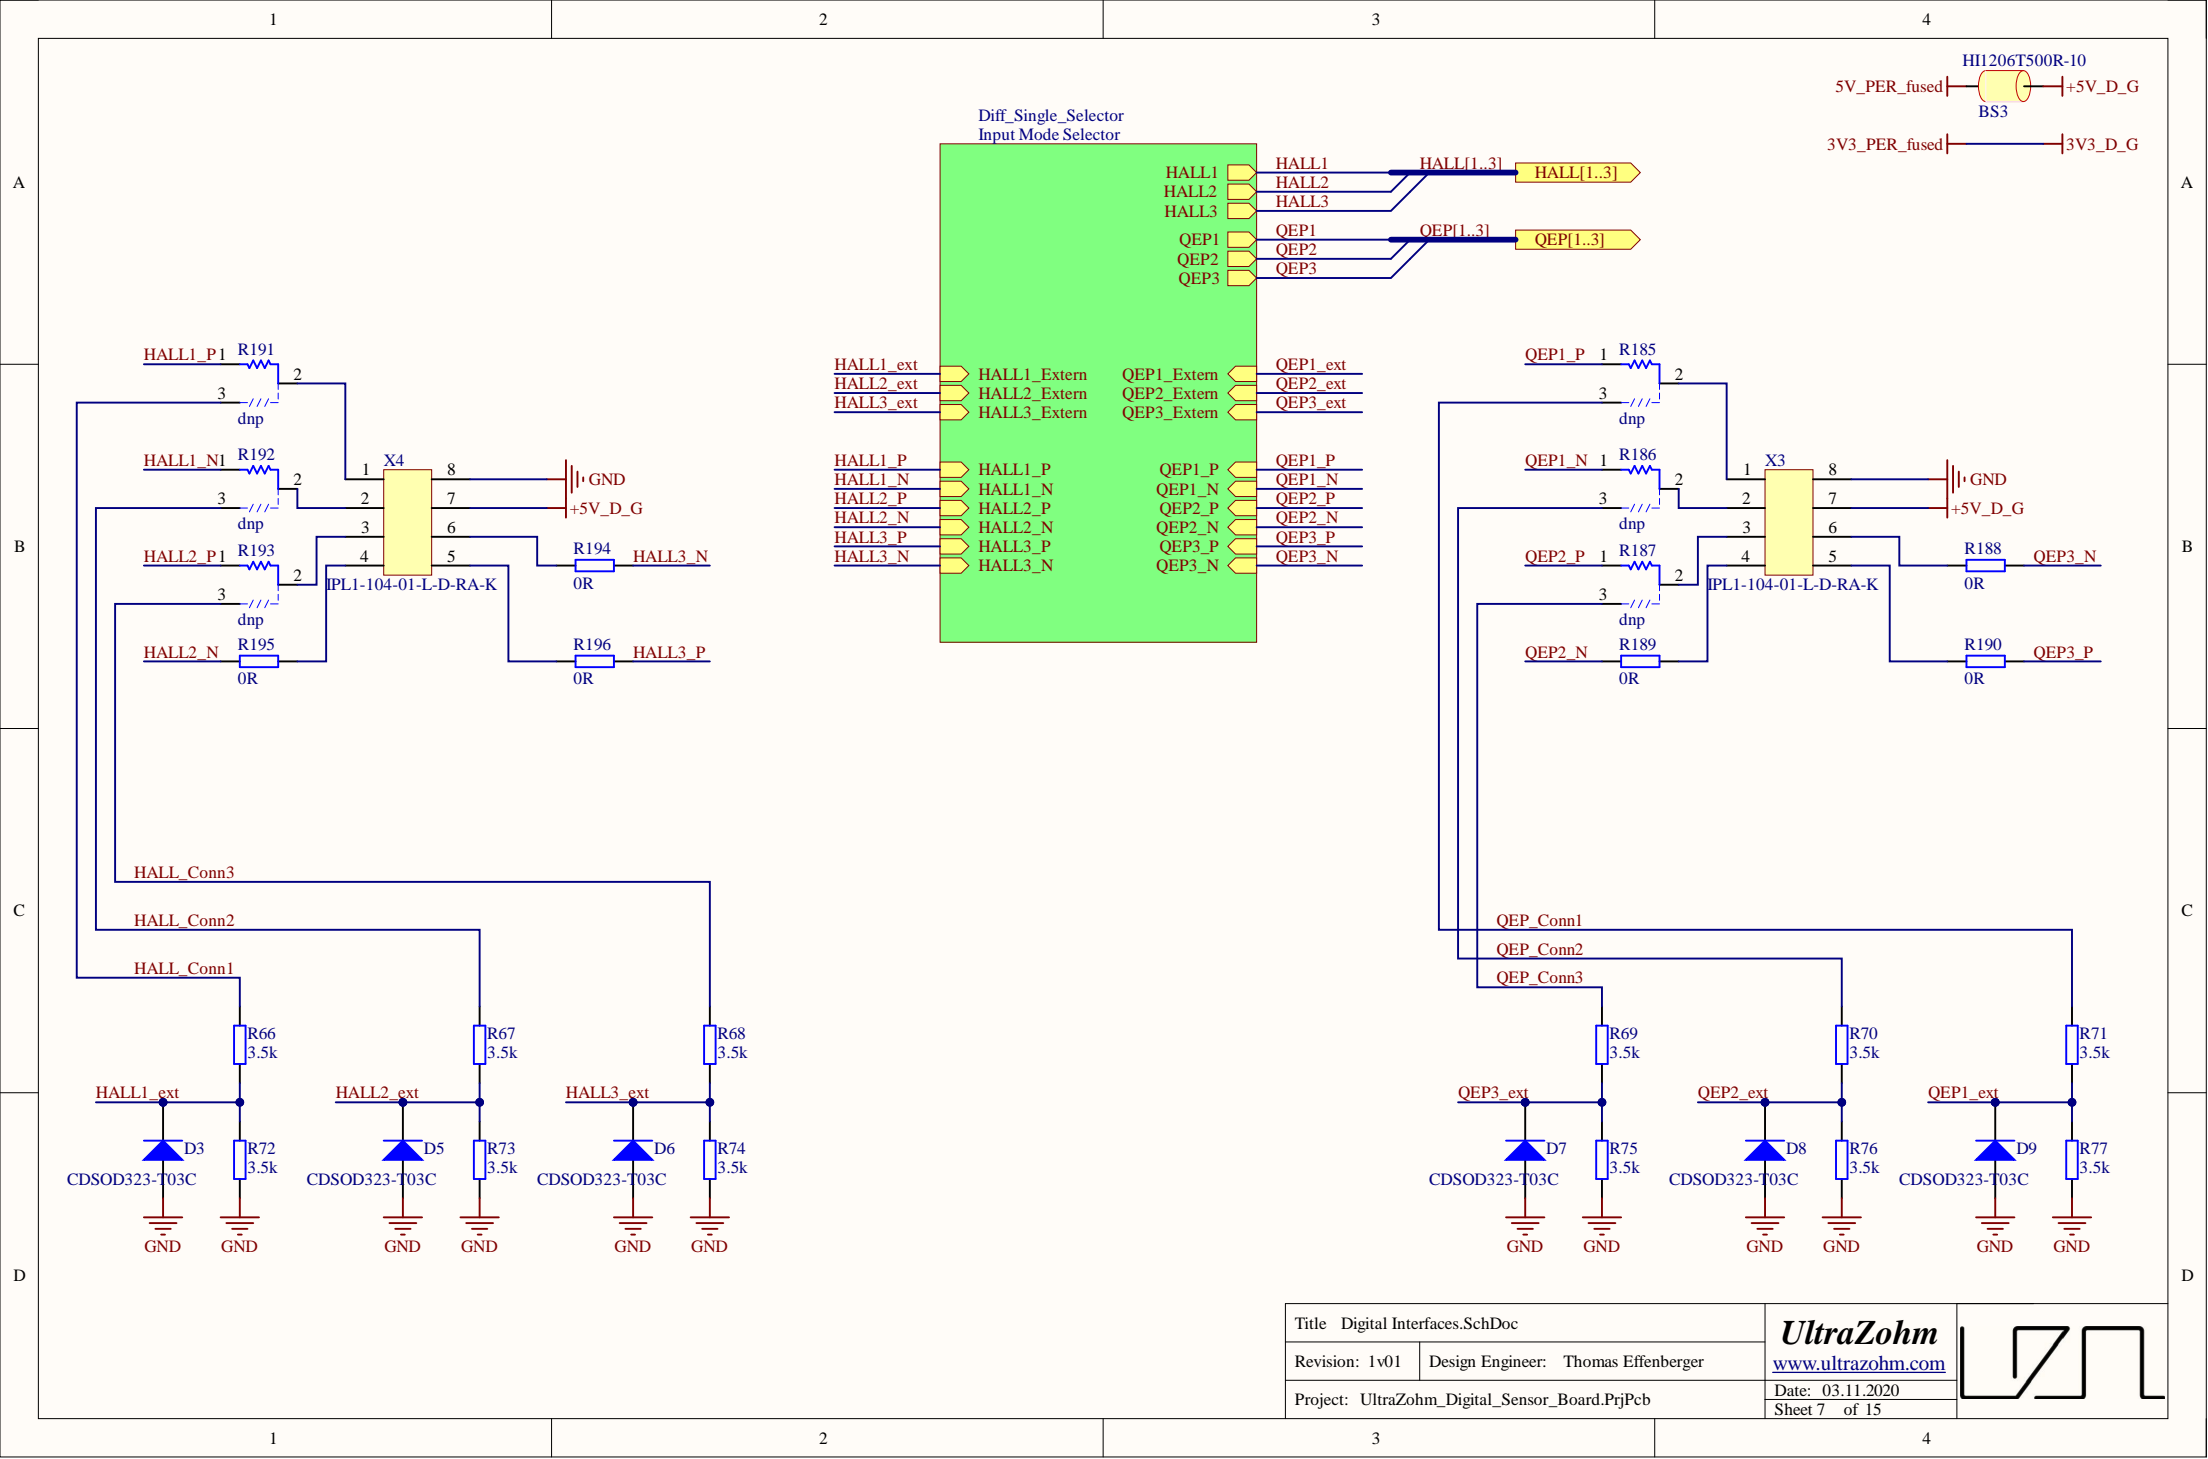 1 2 3 4
A A
B B
C C
D D
HI1206T500R-10
5V_PER_fused +5V_D_G
BS3
3V3_PER_fused 3V3_D_G
Diff_Single_Selector
Input Mode Selector
HALL1 HALL1 HALL[1..3] HALL[1..3]
HALL2 HALL2
HALL3 HALL3
QEP1 QEP1 QEP[1..3] QEP[1..3]
QEP2 QEP2
QEP3 QEP3
HALL1_ext HALL1_Extern QEP1_Extern QEP1_ext
HALL2_ext HALL2_Extern QEP2_Extern QEP2_ext
HALL3_ext HALL3_Extern QEP3_Extern QEP3_ext
HALL1_P HALL1_P QEP1_P QEP1_P
HALL1_N HALL1_N QEP1_N QEP1_N
HALL2_P HALL2_P QEP2_P QEP2_P
HALL2_N HALL2_N QEP2_N QEP2_N
HALL3_P HALL3_P QEP3_P QEP3_P
HALL3_N HALL3_N QEP3_N QEP3_N
HALL1_P 1 R191
2
3
dnp
HALL1_N 1 R192
2
3
dnp
HALL2_P 1 R193
2
3
dnp
HALL2_N R195
0R
X4
1 8 GND
2 7 +5V_D_G
3 6
4 5
IPL1-104-01-L-D-RA-K
R194 HALL3_N
0R
R196 HALL3_P
0R
QEP1_P 1 R185
2
3
dnp
QEP1_N 1 R186
2
3
dnp
QEP2_P 1 R187
2
3
dnp
QEP2_N R189
0R
X3
1 8 GND
2 7 +5V_D_G
3 6
4 5
IPL1-104-01-L-D-RA-K
R188 QEP3_N
0R
R190 QEP3_P
0R
HALL_Conn3
HALL_Conn2
HALL_Conn1
R66
3.5k
HALL1_ext
D3
CDSOD323-T03C
R72
3.5k
GND GND
R67
3.5k
HALL2_ext
D5
CDSOD323-T03C
R73
3.5k
GND GND
R68
3.5k
HALL3_ext
D6
CDSOD323-T03C
R74
3.5k
GND GND
QEP_Conn1
QEP_Conn2
QEP_Conn3
R69
3.5k
QEP3_ext
D7
CDSOD323-T03C
R75
3.5k
GND GND
R70
3.5k
QEP2_ext
D8
CDSOD323-T03C
R76
3.5k
GND GND
R71
3.5k
QEP1_ext
D9
CDSOD323-T03C
R77
3.5k
GND GND
Title Digital Interfaces.SchDoc
Revision: 1v01 Design Engineer: Thomas Effenberger
Project: UltraZohm_Digital_Sensor_Board.PrjPcb
UltraZohm
www.ultrazohm.com
Date: 03.11.2020
Sheet 7 of 15
1 2 3 4